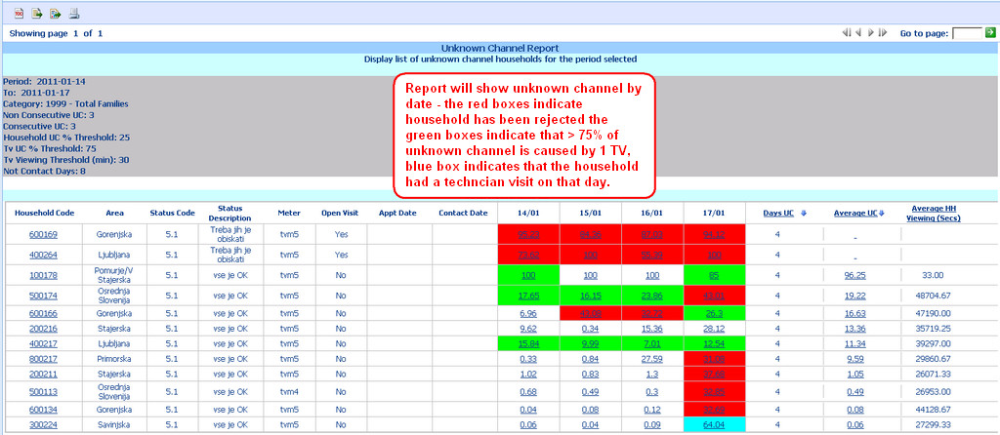 Showing page 1 of 1
Go to page:
Unknown Channel Report
Display list of unknown channel households for the period selected
Period: 2011-01-14
To: 2011-01-17
Category: 1999 - Total Families
Non Consecutive UC: 3
Consecutive UC: 3
Household UC % Threshold: 25
Tv UC % Threshold: 75
Tv Viewing Threshold (min): 30
Not Contact Days: 8
Report will show unknown channel by
date - the red boxes indicate
household has been rejected the
green boxes indicate that > 75% of
unknown channel is caused by 1 TV,
blue box indicates that the household
had a techncian visit on that day.
Household Code Area Status Code Status Description Meter Open Visit Appt Date Contact Date 14/01 15/01 16/01 17/01 Days UC Average UC Average HH Viewing (Secs)
600169 Gorenjska 5.1 Treba jih je obiskati tvm5 Yes 4 -
400264 Ljubljana 5.1 Treba jih je obiskati tvm5 Yes 100 100 4 -
100178 Pomurje/V Stajerska 5.1 vse je OK tvm5 No 100 100 100 85 4 96.25 33.00
500174 Osrednja Slovenija 5.1 vse je OK tvm5 No 17.65 16.15 23.86 4 19.22 48704.67
600166 Gorenjska 5.1 vse je OK tvm5 No 6.96 26.3 4 16.63 47190.00
200216 Stajerska 5.1 vse je OK tvm5 No 9.62 0.34 15.36 28.12 4 13.36 35719.25
400217 Ljubljana 5.1 vse je OK tvm5 No 15.84 9.99 7.01 12.54 4 11.34 39297.00
800217 Primorska 5.1 vse je OK tvm5 No 0.33 0.84 27.59 4 9.59 29860.67
200211 Stajerska 5.1 vse je OK tvm5 No 1.02 0.83 1.3 4 1.05 26071.33
500113 Osrednja Slovenija 5.1 vse je OK tvm4 No 0.68 0.49 0.3 4 0.49 26953.00
600134 Gorenjska 5.1 vse je OK tvm5 No 0.04 0.08 0.12 4 0.08 44128.67
300224 Savinjska 5.1 vse je OK tvm5 No 0.06 0.04 0.09 64.04 4 0.06 27299.33